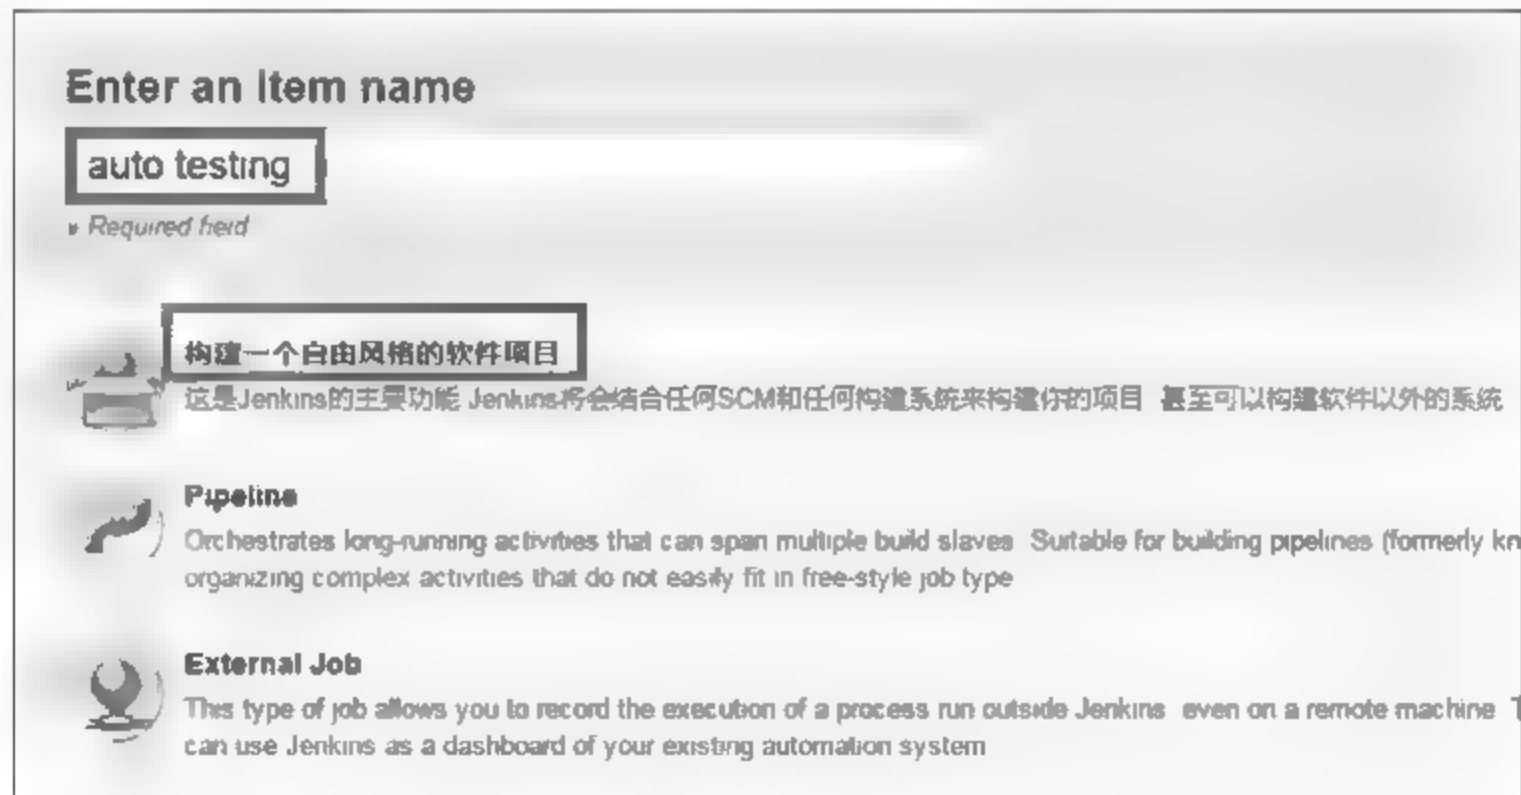 Enter an item name
auto testing
» Required field
构建一个自由风格的软件项目
这是Jenkins的主要功能 Jenkins将会结合任何SCM和任何构建系统来构建你的项目 甚至可以构建软件以外的系统
Pipeline
Orchestrates long-running activities that can span multiple build slaves Suitable for building pipelines (formerly kn
organizing complex activities that do not easily fit in free-style job type
External Job
This type of job allows you to record the execution of a process run outside Jenkins even on a remote machine T
can use Jenkins as a dashboard of your existing automation system